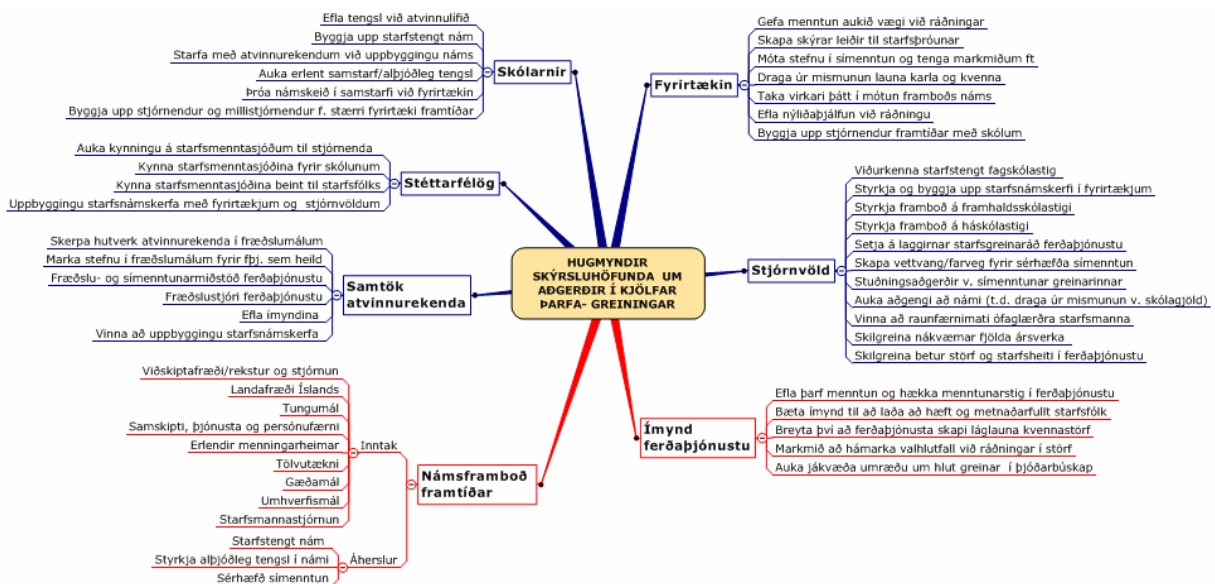 HUGMYNDIR
SKÝRSLUHÖFUNDA UM
AÐGERÐIR Í KJÖLFAR
ÞARFA- GREININGAR
Skólarnir
Efla tengsl við atvinnulífið
Byggja upp starfstengt nám
Starfa með atvinnurekendum við uppbyggingu náms
Auka erlent samstarf/alþjóðleg tengsl
Þróa námskeið í samstarfi við fyrirtækin
Byggja upp stjórnendur og millistjórnendur f. stærri fyrirtæki framtíðar
Stéttarfélög
Auka kynningu á starfsmenntasjóðum til stjórnenda
Kynna starfsmenntasjóðina fyrir skólunum
Kynna starfsmenntasjóðina beint til starfsfólks
Uppbyggingu starfsnámskerfa með fyrirtækjum og stjórnvöldum
Samtök
atvinnurekenda
Skerpa hutverk atvinnurekenda í fræðslumálum
Marka stefnu í fræðslumálum fyrir fþj. sem heild
Fræðslu- og símenntunarmiðstöð ferðaþjónustu
Fræðslustjóri ferðaþjónustu
Efla ímyndina
Vinna að uppbyggingu starfsnámskerfa
Námsframboð
framtíðar
Inntak
Viðskiptafræði/rekstur og stjórnun
Landafræði Íslands
Tungumál
Samskipti, þjónusta og persónufærni
Erlendir menningarheimar
Tölvutækni
Gæðamál
Umhverfismál
Starfsmannastjórnun
Áherslur
Starfstengt nám
Styrkja alþjóðleg tengsl í námi
Sérhæfð símenntun
Fyrirtækin
Gefa menntun aukið vægi við ráðningar
Skapa skýrar leiðir til starfsþróunar
Móta stefnu í símenntun og tenga markmiðum ft
Draga úr mismunun launa karla og kvenna
Taka virkari þátt í mótun framboðs náms
Efla nýliðaþjálfun við ráðningu
Byggja upp stjórnendur framtíðar með skólum
Stjórnvöld
Viðurkenna starfstengt fagskólastig
Styrkja og byggja upp starfsnámskerfi í fyrirtækjum
Styrkja framboð á framhaldsskólastigi
Styrkja framboð á háskólastigi
Setja á laggirnar starfsgreinaráð ferðaþjónustu
Skapa vettvang/farveg fyrir sérhæfða símenntun
Stuðningsaðgerðir v. símenntunar greinarinnar
Auka aðgengi að námi (t.d. draga úr mismunun v. skólagjöld)
Vinna að raunfærnimati ófaglærðra starfsmanna
Skilgreina nákvæmar fjölda ársverka
Skilgreina betur störf og starfsheiti í ferðaþjónustu
Ímynd
ferðaþjónustu
Efla þarf menntun og hækka menntunarstig í ferðaþjónustu
Bæta ímynd til að laða að hæft og metnaðarfullt starfsfólk
Breyta því að ferðaþjónusta skapi láglauna kvennastörf
Markmið að hámarka valhlutfall við ráðningar í störf
Auka jákvæða umræðu um hlut greinar í þjóðarbúskap